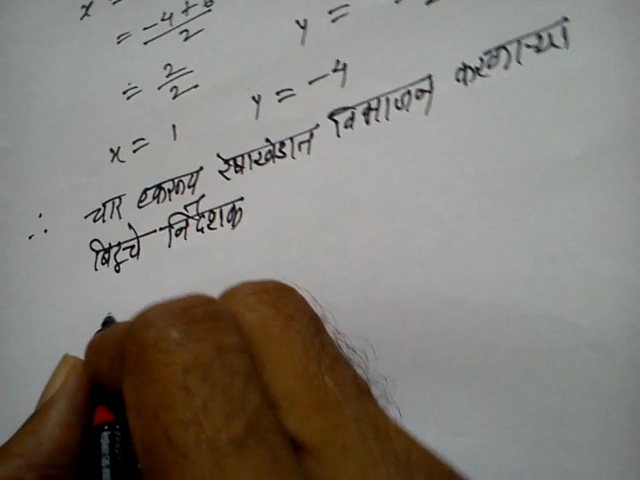 x
= -4+6/2 y =
= 2/2 y = -4
x = 1
∴ चार एकरूप रेषाखंडात विभाजन करणाऱ्या
बिंदूचे निर्देशक